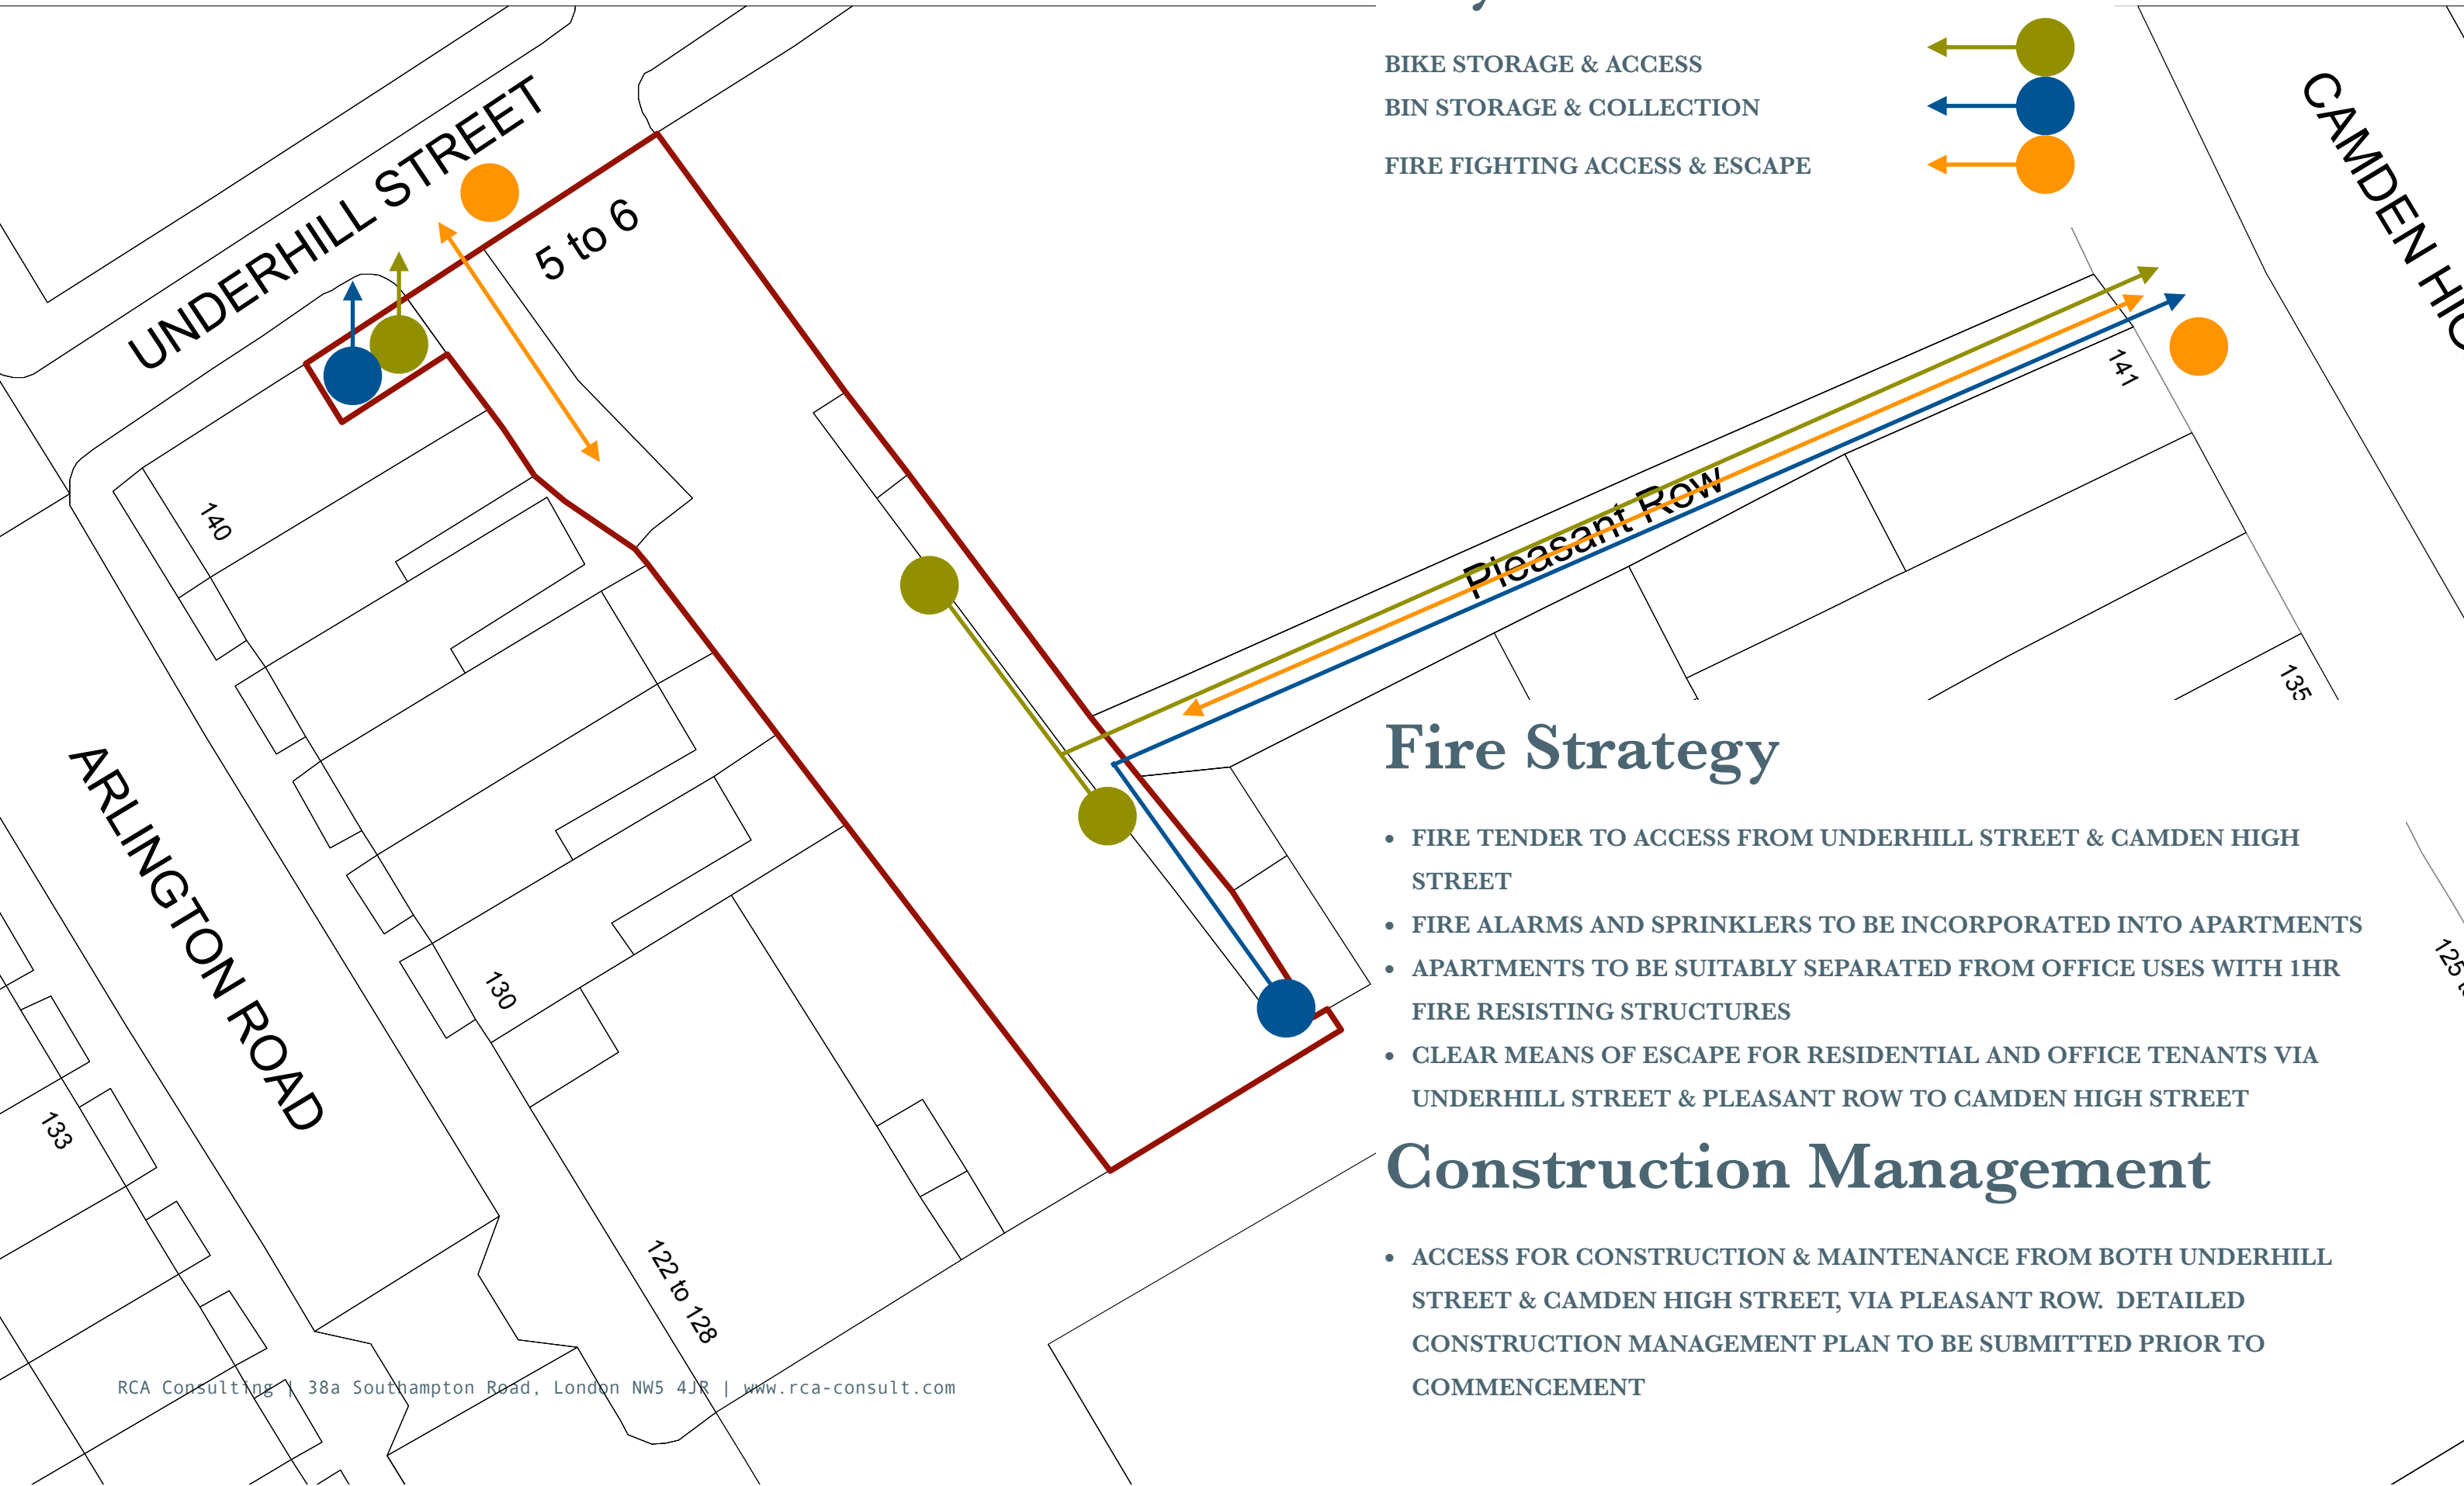 BIKE STORAGE & ACCESS
BIN STORAGE & COLLECTION
FIRE FIGHTING ACCESS & ESCAPE
UNDERHILL STREET
5 to 6
140
Pleasant Row
141
135
ARLINGTON ROAD
130
133
122 to 128
CAMDEN
125
Fire Strategy
• FIRE TENDER TO ACCESS FROM UNDERHILL STREET & CAMDEN HIGH
STREET
• FIRE ALARMS AND SPRINKLERS TO BE INCORPORATED INTO APARTMENTS
• APARTMENTS TO BE SUITABLY SEPARATED FROM OFFICE USES WITH 1HR
FIRE RESISTING STRUCTURES
• CLEAR MEANS OF ESCAPE FOR RESIDENTIAL AND OFFICE TENANTS VIA
UNDERHILL STREET & PLEASANT ROW TO CAMDEN HIGH STREET
Construction Management
• ACCESS FOR CONSTRUCTION & MAINTENANCE FROM BOTH UNDERHILL
STREET & CAMDEN HIGH STREET, VIA PLEASANT ROW. DETAILED
CONSTRUCTION MANAGEMENT PLAN TO BE SUBMITTED PRIOR TO
COMMENCEMENT
RCA Consulting | 38a Southampton Road, London NW5 4JR | www.rca-consult.com